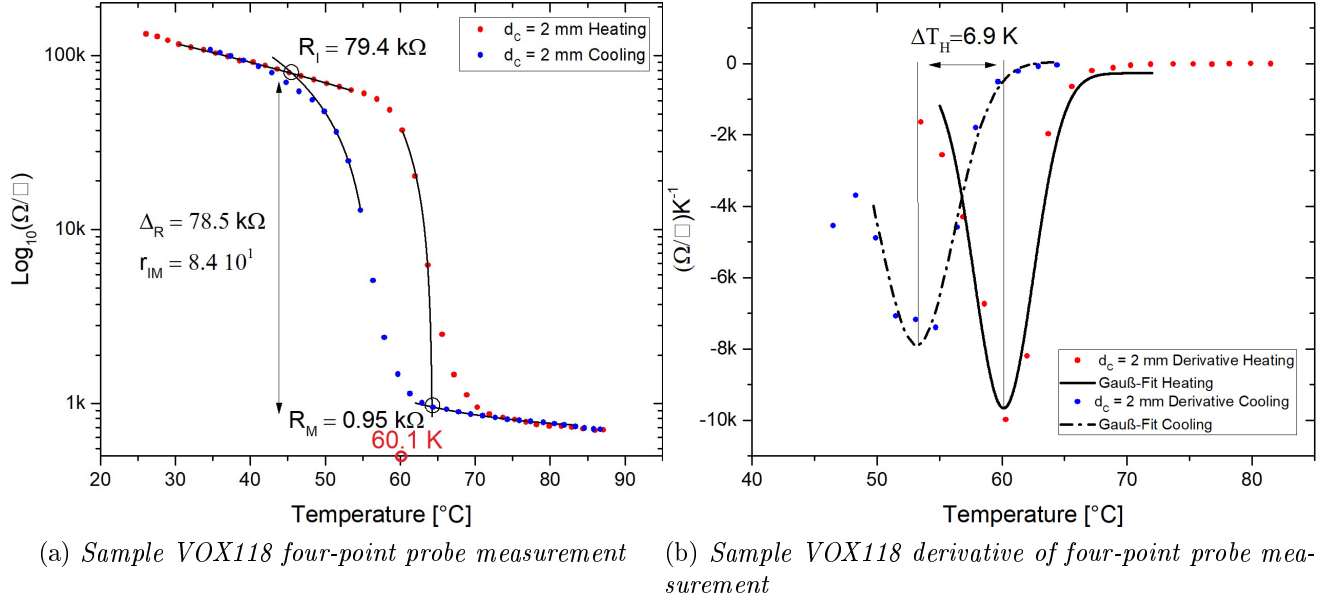 d_C = 2 mm Heating
d_C = 2 mm Cooling
R_I = 79.4 kΩ
Δ_R = 78.5 kΩ
r_IM = 8.4 10^1
R_M = 0.95 kΩ
60.1 K
100k
10k
1k
Log_10(Ω/□)
20 30 40 50 60 70 80 90
Temperature [°C]
(a) Sample VOX118 four-point probe measurement
ΔT_H=6.9 K
0
-2k
-4k
-6k
-8k
-10k
(Ω/□)K^-1
d_C = 2 mm Derivative Heating
Gauß-Fit Heating
d_C = 2 mm Derivative Cooling
Gauß-Fit Cooling
40 50 60 70 80
Temperature [°C]
(b) Sample VOX118 derivative of four-point probe mea-
surement